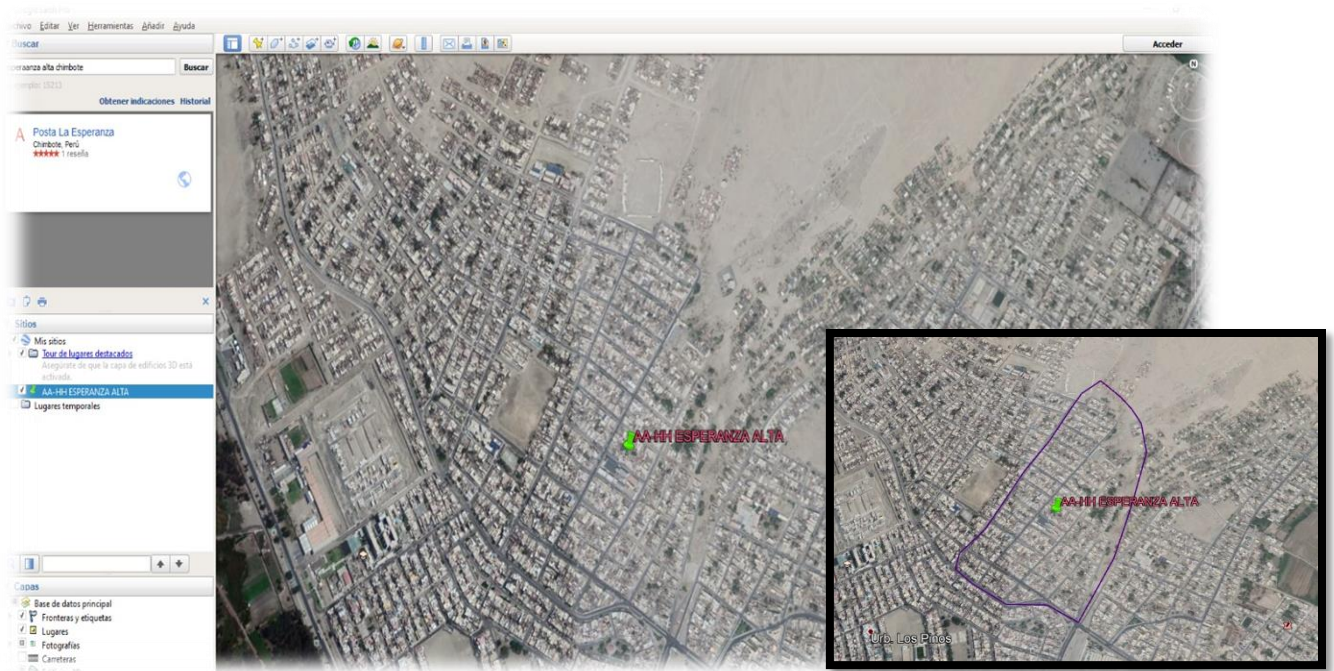 Editar Ver Herramientas Añadir Ayuda
Buscar
esperaanza alta chimbote Buscar
Obtener indicaciones Historial
Acceder
N
A Posta La Esperanza
Chimbote, Perú
1 reseña
Sitios
Mis sitios
Tour de lugares destacados
Asegúrate de que la capa de edificios 3D está
activada.
AA-HH ESPERANZA ALTA
Lugares temporales
Capas
Base de datos principal
Fronteras y etiquetas
Lugares
Fotografías
Carreteras
AA-HH ESPERANZA ALTA
AA-HH ESPERANZA ALTA
Urb. Los Pinos